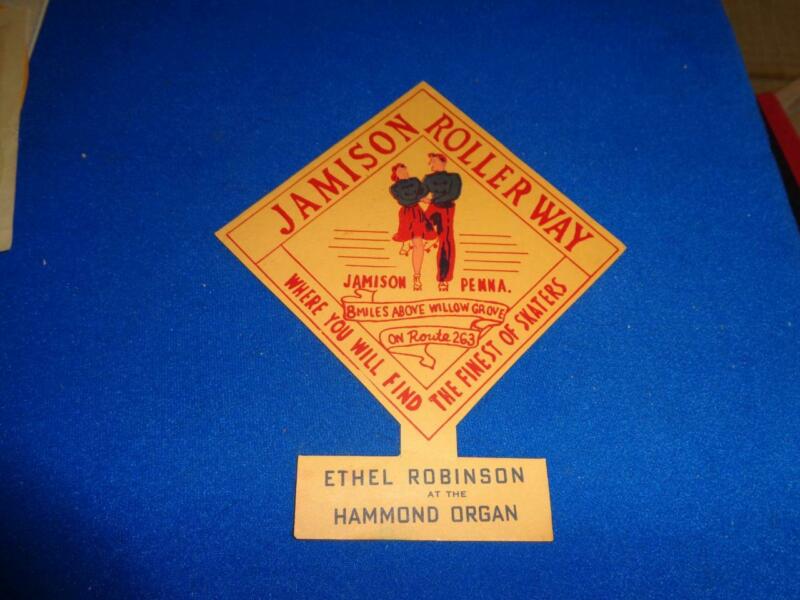 JAMISON ROLLER WAY
JAMISON PENNA.
8 MILES ABOVE WILLOW GROVE
ON Route 263
WHERE YOU WILL FIND THE FINEST OF SKATERS
ETHEL ROBINSON
AT THE
HAMMOND ORGAN